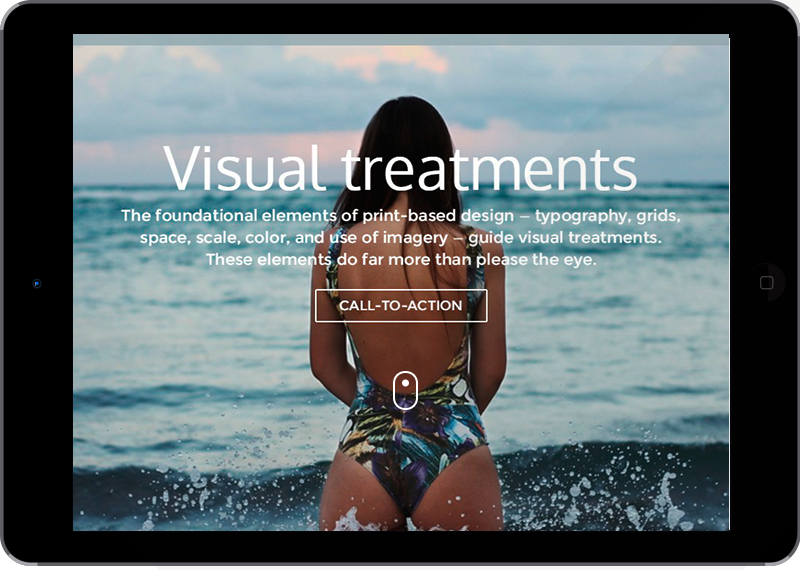 Visual treatments
The foundational elements of print-based design – typography, grids,
space, scale, color, and use of imagery – guide visual treatments.
These elements do far more than please the eye.
CALL-TO-ACTION